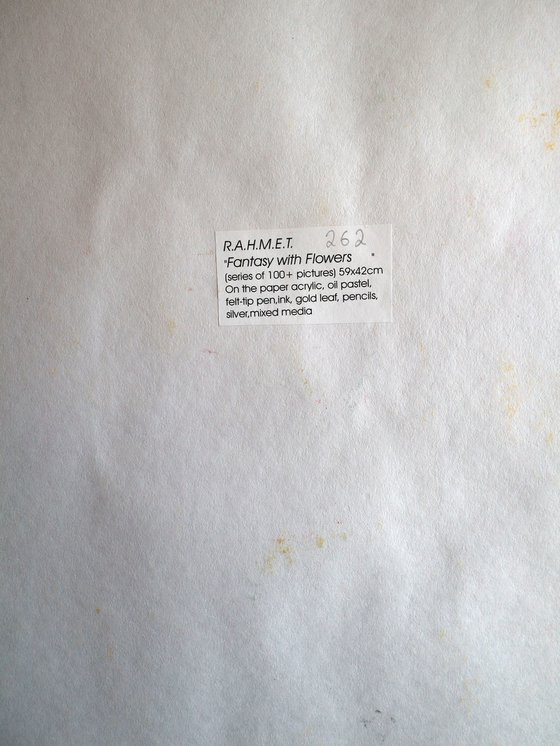 R.A.H.M.E.T. 262
"Fantasy with Flowers "
(series of 100+ pictures) 59x42cm
On the paper acrylic, oil pastel,
felt-tip pen,ink, gold leaf, pencils,
silver,mixed media